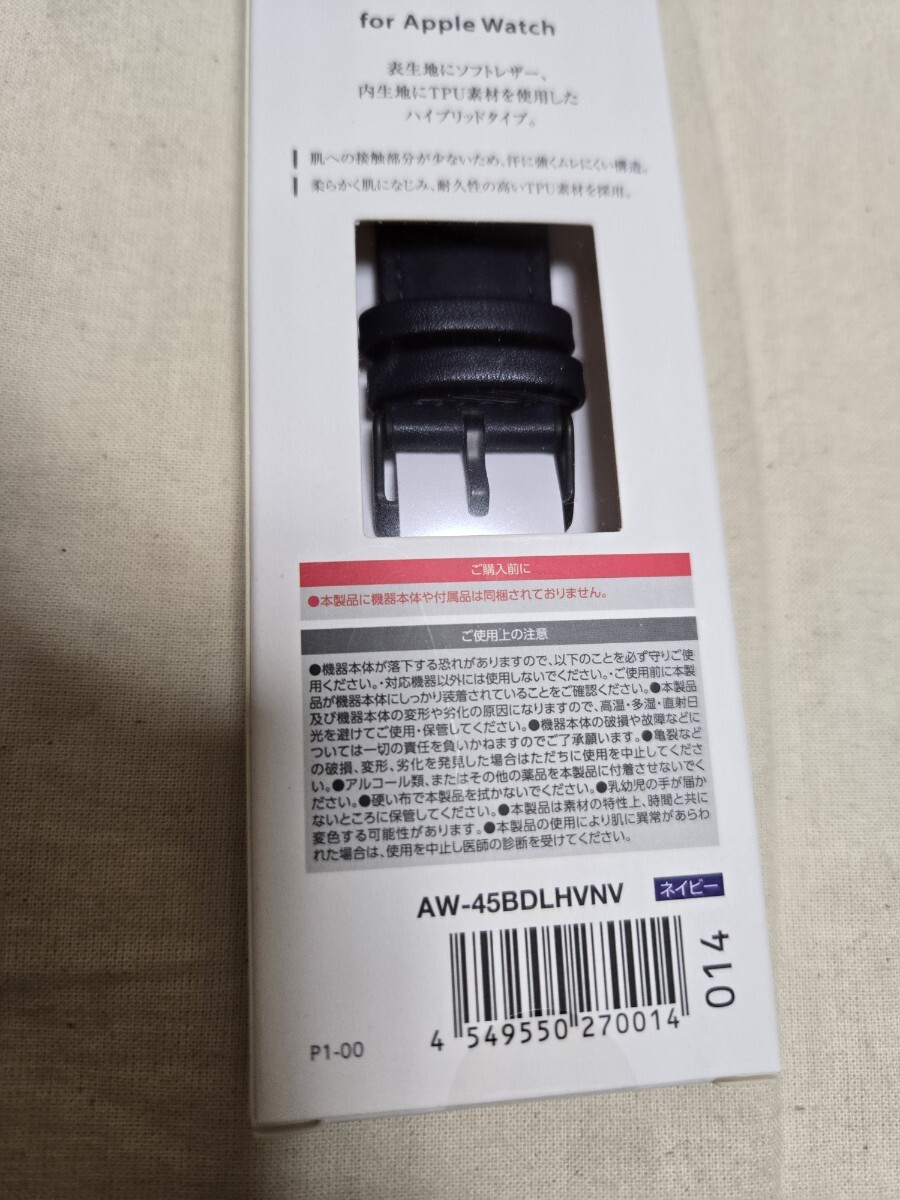 for Apple Watch
表生地にソフトレザー、
内生地にTPU素材を使用した
ハイブリッドタイプ。
肌への接触部分が少ないため、汗に強くムレにくい構造。
柔らかく肌になじみ、耐久性の高いTPU素材を採用。
ご購入前に
●本製品に機器本体や付属品は同梱されておりません。
ご使用上の注意
●機器本体が落下する恐れがありますので、以下のことを必ず守りご使
用ください。・対応機器以外には使用しないでください。・ご使用前に本製
品が機器本体にしっかり装着されていることをご確認ください。●本製品
及び機器本体の変形や劣化の原因になりますので、高温・多湿・直射日
光を避けてご使用・保管してください。●機器本体の破損や故障などに
ついては一切の責任を負いかねますのでご了承願います。●亀裂など
の破損、変形、劣化を発見した場合はただちに使用を中止してくださ
い。●アルコール類、またはその他の薬品を本製品に付着させないでく
ださい。●硬い布で本製品を拭かないでください。●乳幼児の手が届か
ないところに保管してください。●本製品は素材の特性上、時間と共に
変色する可能性があります。●本製品の使用により肌に異常があらわ
れた場合は、使用を中止し医師の診断を受けてください。
AW-45BDLHVNV
ネイビー
014
4 549550 270014
P1-00